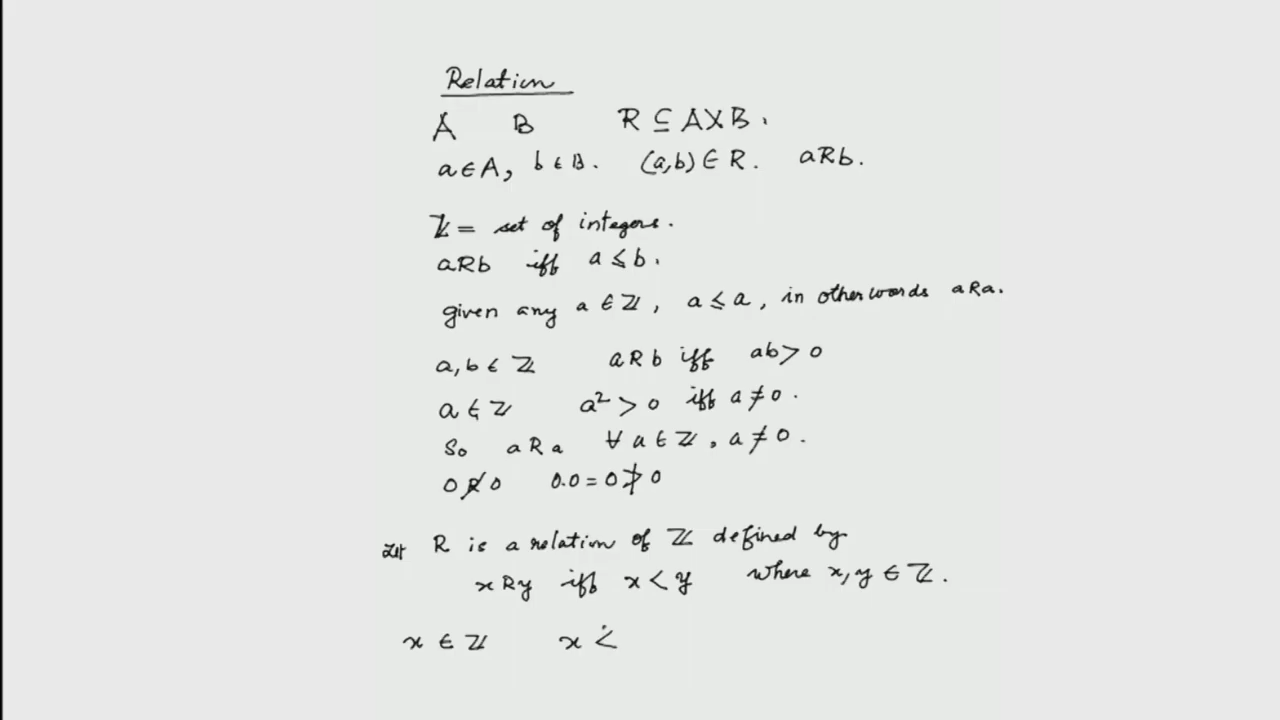 Relation
A B R ⊆ A×B.
a ∈ A, b ∈ B. (a,b) ∈ R. aRb.
ℤ = set of integers.
aRb iff a ≤ b.
given any a ∈ ℤ, a ≤ a, in other words aRa.
a,b ∈ ℤ aRb iff ab > 0
a ∈ ℤ a² > 0 iff a ≠ 0.
So aRa ∀ a ∈ ℤ, a ≠ 0.
0 R̸ 0 0.0 = 0 ≯ 0
Let R is a relation of ℤ defined by
xRy iff x < y where x, y ∈ ℤ.
x ∈ ℤ x <